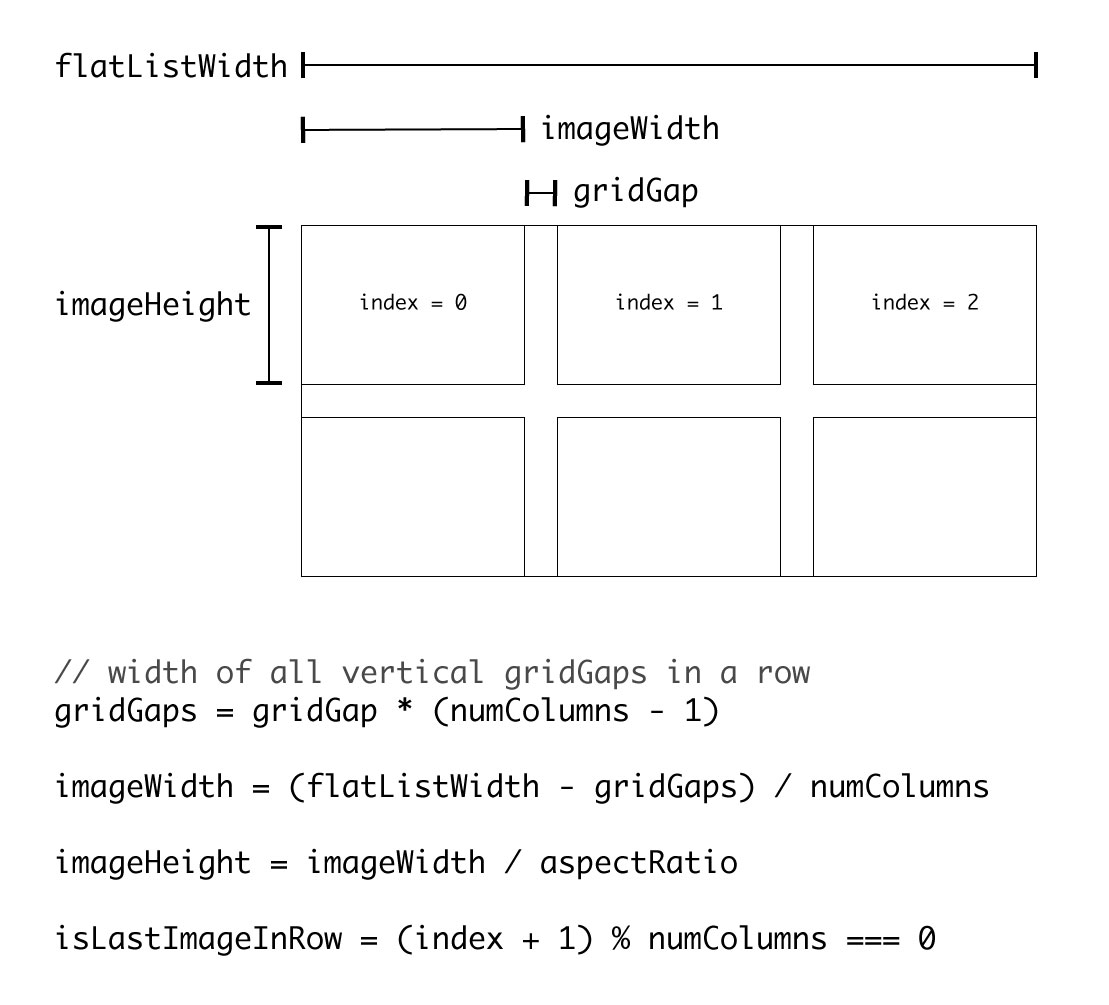 flatListWidth
imageWidth
gridGap
imageHeight
index = 0
index = 1
index = 2
// width of all vertical gridGaps in a row
gridGaps = gridGap * (numColumns - 1)
imageWidth = (flatListWidth - gridGaps) / numColumns
imageHeight = imageWidth / aspectRatio
isLastImageInRow = (index + 1) % numColumns === 0